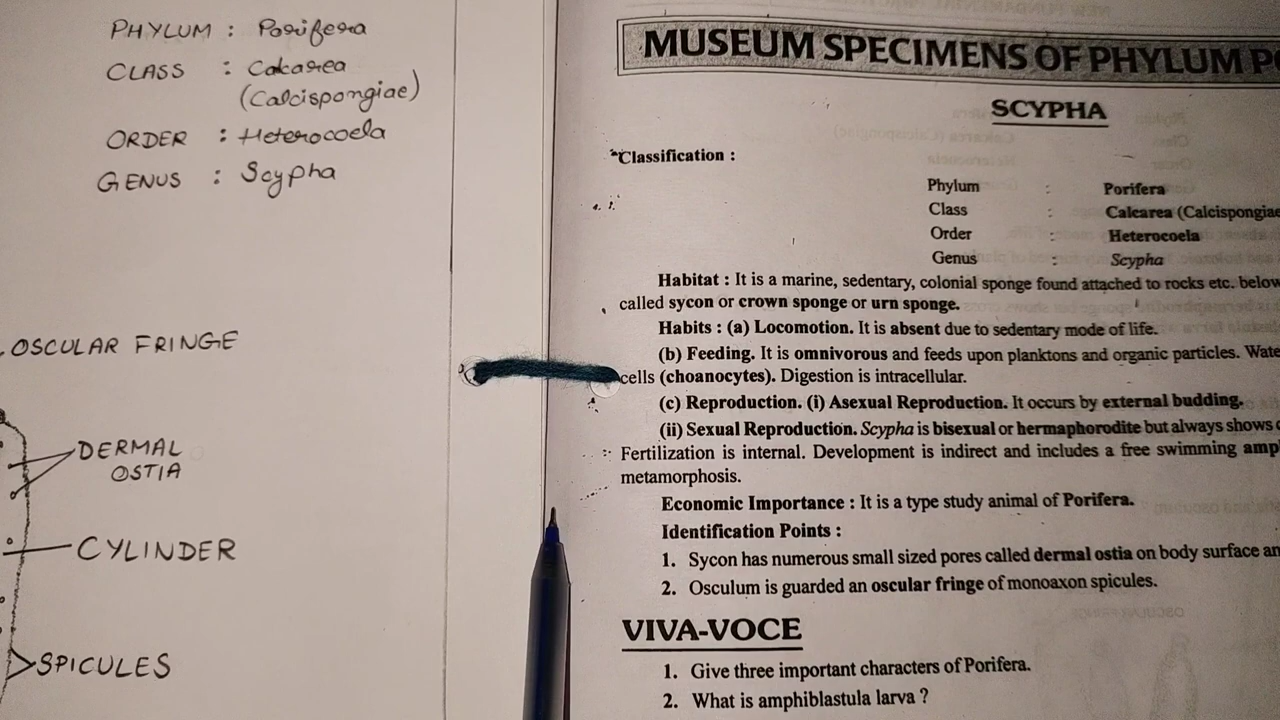 PHYLUM : Porifera
CLASS : Calcarea
(Calcispongiae)
ORDER : Heterocoela
GENUS : Scypha
OSCULAR FRINGE
DERMAL
OSTIA
CYLINDER
SPICULES
MUSEUM SPECIMENS OF PHYLUM
SCYPHA
Classification :
Phylum : Porifera
Class : Calcarea (Calcispongiae
Order : Heterocoela
Genus : Scypha
Habitat : It is a marine, sedentary, colonial sponge found attached to rocks etc. below
called sycon or crown sponge or urn sponge.
Habits : (a) Locomotion. It is absent due to sedentary mode of life.
(b) Feeding. It is omnivorous and feeds upon planktons and organic particles. Wate
cells (choanocytes). Digestion is intracellular.
(c) Reproduction. (i) Asexual Reproduction. It occurs by external budding.
(ii) Sexual Reproduction. Scypha is bisexual or hermaphrodite but always shows
Fertilization is internal. Development is indirect and includes a free swimming amp
metamorphosis.
Economic Importance : It is a type study animal of Porifera.
Identification Points :
1. Sycon has numerous small sized pores called dermal ostia on body surface an
2. Osculum is guarded an oscular fringe of monoaxon spicules.
VIVA-VOCE
1. Give three important characters of Porifera.
2. What is amphiblastula larva ?